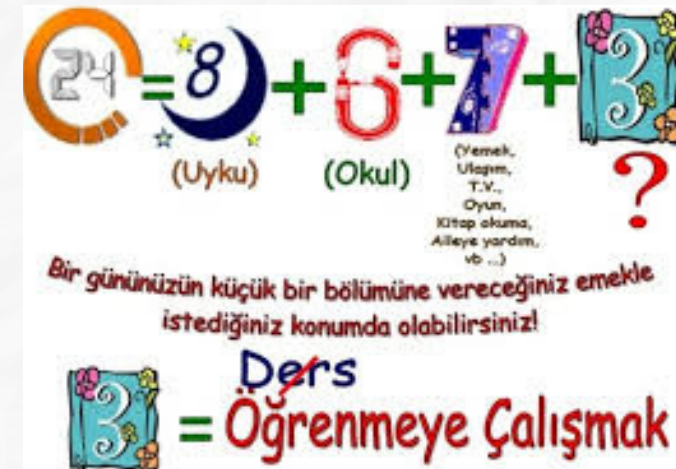 24=8+6+7+3
(Uyku) (Okul) (Yemek,
Ulaşım,
T.V.,
Oyun,
Kitap okuma,
Aileye yardım,
vb ...)
?
Bir gününüzün küçük bir bölümüne vereceğiniz emekle
istediğiniz konumda olabilirsiniz!
Ders
3 = Öğrenmeye Çalışmak